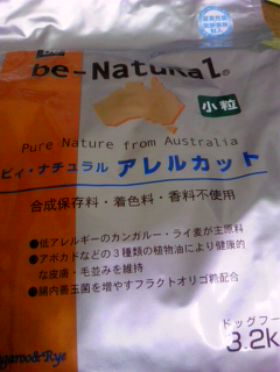 be-Natural®
小粒
Pure Nature from Australia
ビィ・ナチュラル アレルカット
合成保存料・着色料・香料不使用
●低アレルギーのカンガルー・ライ麦が主原料
●アボカドなどの3種類の植物油により健康的
な皮膚・毛並みを維持
●腸内善玉菌を増やすフラクトオリゴ糖配合
ドッグフー
3.2k
garoo&Rye